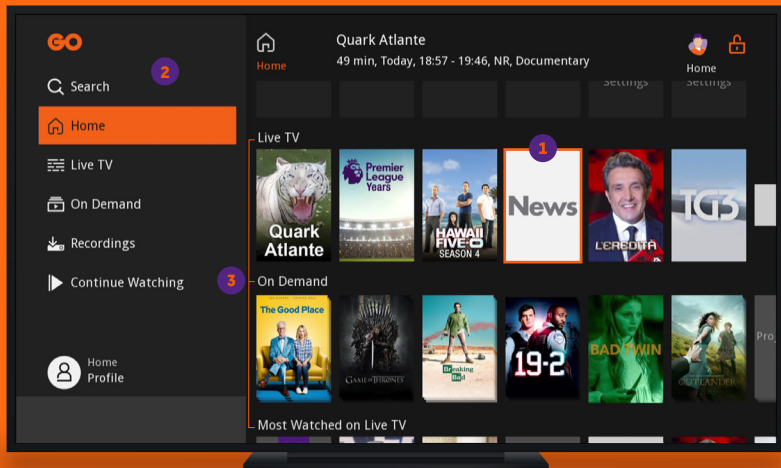 GO
Search
2
Home
Live TV
On Demand
Recordings
Continue Watching
Home
Profile
Home
Quark Atlante
49 min, Today, 18:57 - 19:46, NR, Documentary
Home
Settings
Settings
Live TV
1
Quark
Atlante
Premier
League
Years
HAWAII
FIVE-O
SEASON 4
News
L'EREDITÀ
TG3
3
On Demand
The Good Place
GAME OF THRONES
Breaking
Bad
19-2
BAD TWIN
OUTLANDER
Most Watched on Live TV